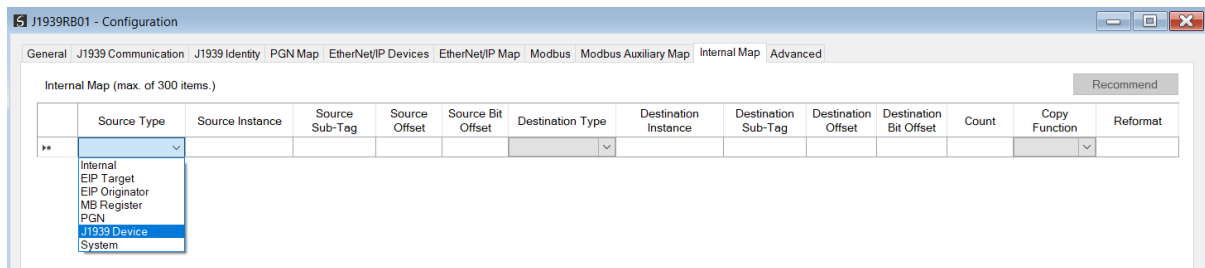 J1939RB01 - Configuration
General J1939 Communication J1939 Identity PGN Map EtherNet/IP Devices EtherNet/IP Map Modbus Modbus Auxiliary Map Internal Map Advanced
Internal Map (max. of 300 items.) Recommend
Source Type Source Instance Source Sub-Tag Source Offset Source Bit Offset Destination Type Destination Instance Destination Sub-Tag Destination Offset Destination Bit Offset Count Copy Function Reformat
Internal
EIP Target
EIP Originator
MB Register
PGN
J1939 Device
System